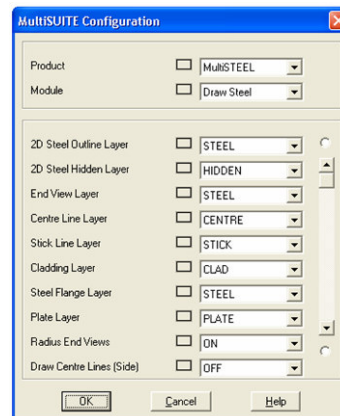 MultiSUITE Configuration
Product MultiSTEEL
Module Draw Steel
2D Steel Outline Layer STEEL
2D Steel Hidden Layer HIDDEN
End View Layer STEEL
Centre Line Layer CENTRE
Stick Line Layer STICK
Cladding Layer CLAD
Steel Flange Layer STEEL
Plate Layer PLATE
Radius End Views ON
Draw Centre Lines (Side) OFF
OK Cancel Help